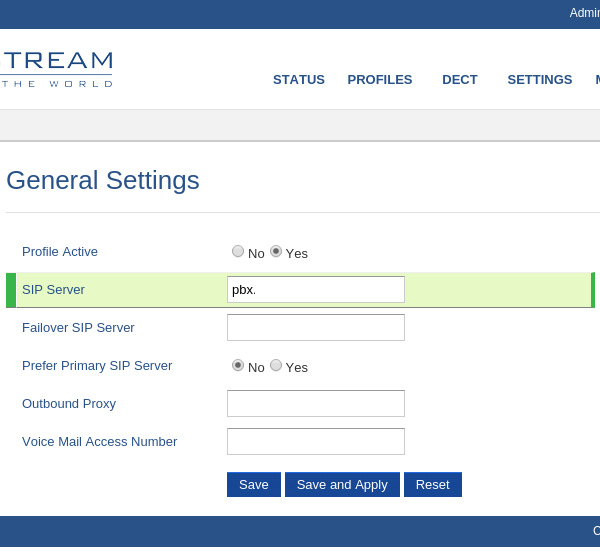 Admin
TREAM
THE WORLD
STATUS PROFILES DECT SETTINGS
General Settings
Profile Active No Yes
SIP Server pbx.
Failover SIP Server
Prefer Primary SIP Server No Yes
Outbound Proxy
Voice Mail Access Number
Save Save and Apply Reset